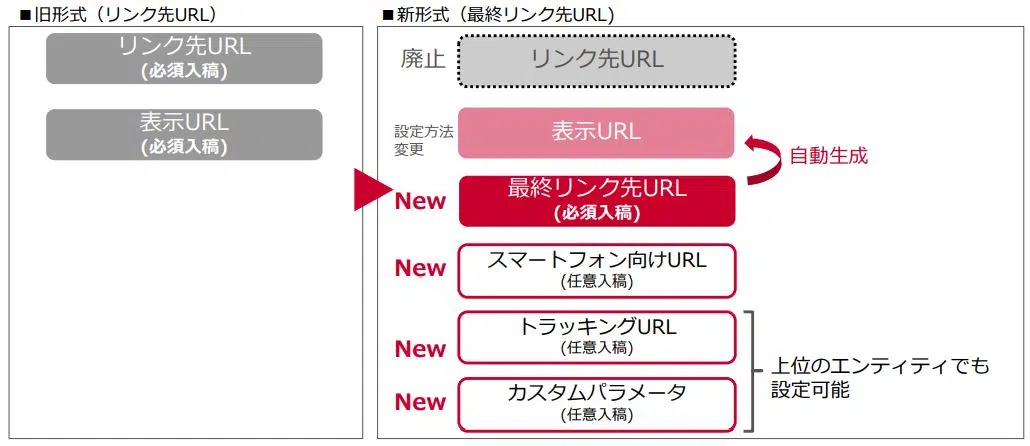 ■旧形式（リンク先URL）
リンク先URL
(必須入稿)
表示URL
(必須入稿)
■新形式（最終リンク先URL)
廃止
リンク先URL
設定方法
変更
表示URL
自動生成
New
最終リンク先URL
(必須入稿)
New
スマートフォン向けURL
(任意入稿)
New
トラッキングURL
(任意入稿)
New
カスタムパラメータ
(任意入稿)
上位のエンティティでも
設定可能